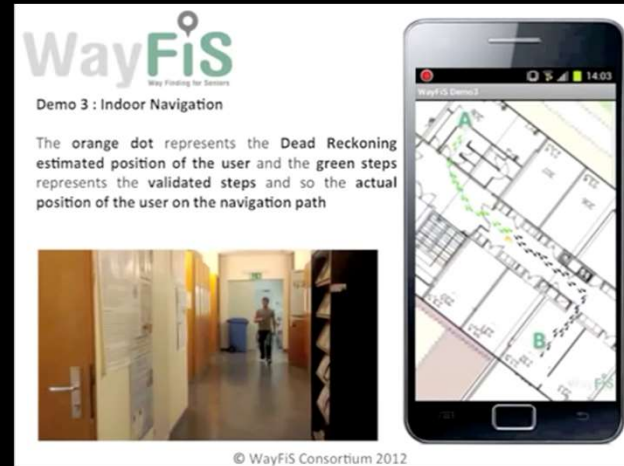 WayFiS
Way Finding for Seniors
Demo 3 : Indoor Navigation
The orange dot represents the Dead Reckoning
estimated position of the user and the green steps
represents the validated steps and so the actual
position of the user on the navigation path
14:03
WayFiS Demo3
A
B
© WayFiS Consortium 2012